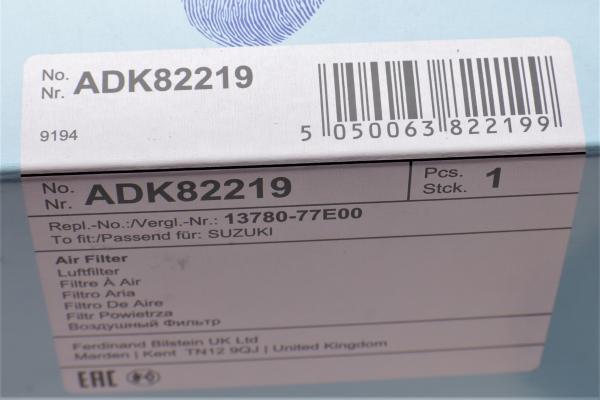 No.
Nr. ADK82219
9194
5 050063 822199
No.
Nr. ADK82219
Pcs.
Stck. 1
Repl.-No.:/Vergl.-Nr.: 13780-77E00
To fit:/Passend für: SUZUKI
Air Filter
Luftfilter
Filtre À Air
Filtro Aria
Filtro De Aire
Filtr Powietrza
Воздушный Фильтр
Ferdinand Bilstein UK Ltd
Marden | Kent TN12 9QJ | United Kingdom
EAC